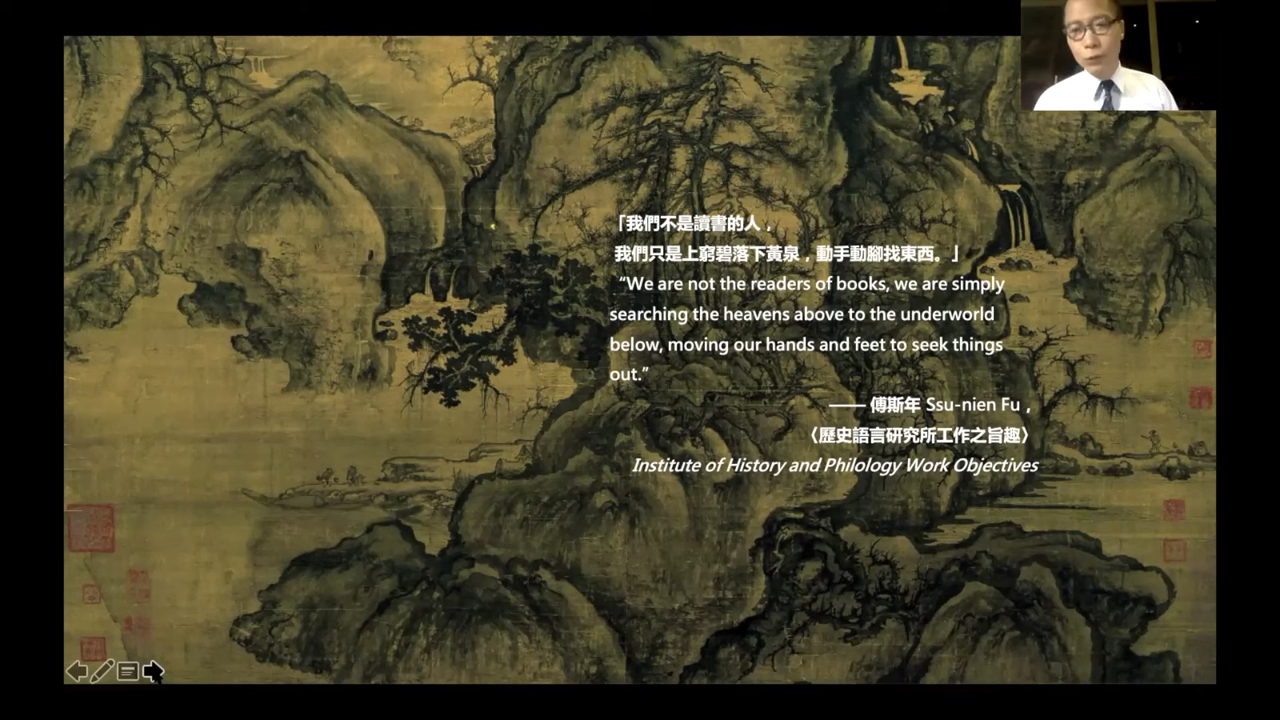 「我們不是讀書的人，
我們只是上窮碧落下黃泉，動手動腳找東西。」
“We are not the readers of books, we are simply
searching the heavens above to the underworld
below, moving our hands and feet to seek things
out.”
—— 傅斯年 Ssu-nien Fu，
〈歷史語言研究所工作之旨趣〉
Institute of History and Philology Work Objectives